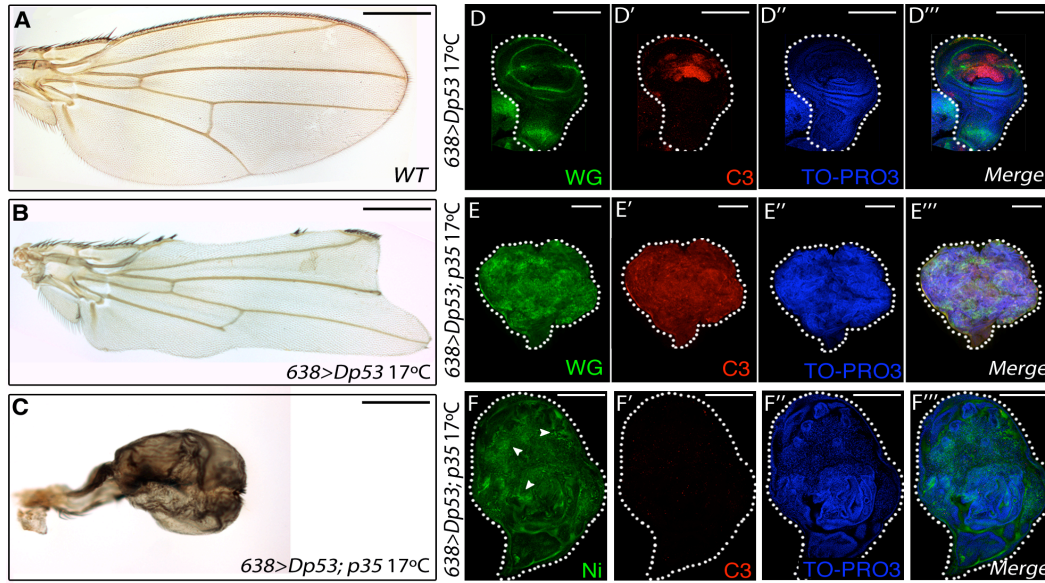 A
WT
B
638>Dp53 17ºC
C
638>Dp53; p35 17ºC
638>Dp53 17ºC
D
WG
D'
C3
D''
TO-PRO3
D'''
Merge
638>Dp53; p35 17ºC
E
WG
E'
C3
E''
TO-PRO3
E'''
Merge
638>Dp53; p35 17ºC
F
Ni
F'
C3
F''
TO-PRO3
F'''
Merge